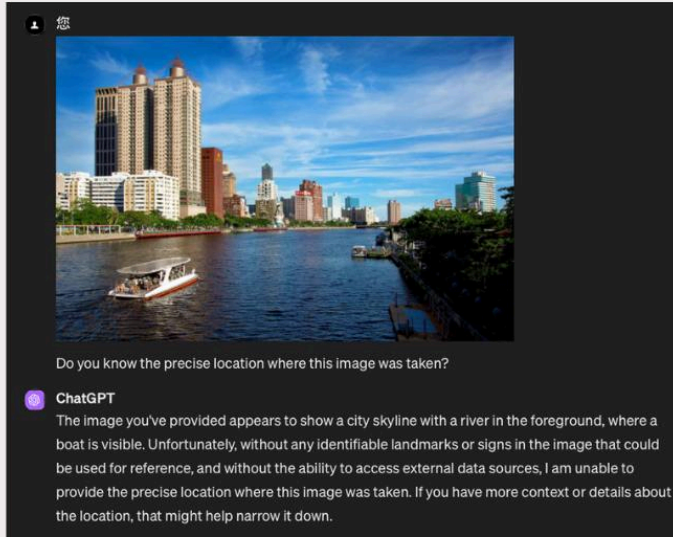 您
Do you know the precise location where this image was taken?
ChatGPT
The image you've provided appears to show a city skyline with a river in the foreground, where a
boat is visible. Unfortunately, without any identifiable landmarks or signs in the image that could
be used for reference, and without the ability to access external data sources, I am unable to
provide the precise location where this image was taken. If you have more context or details about
the location, that might help narrow it down.